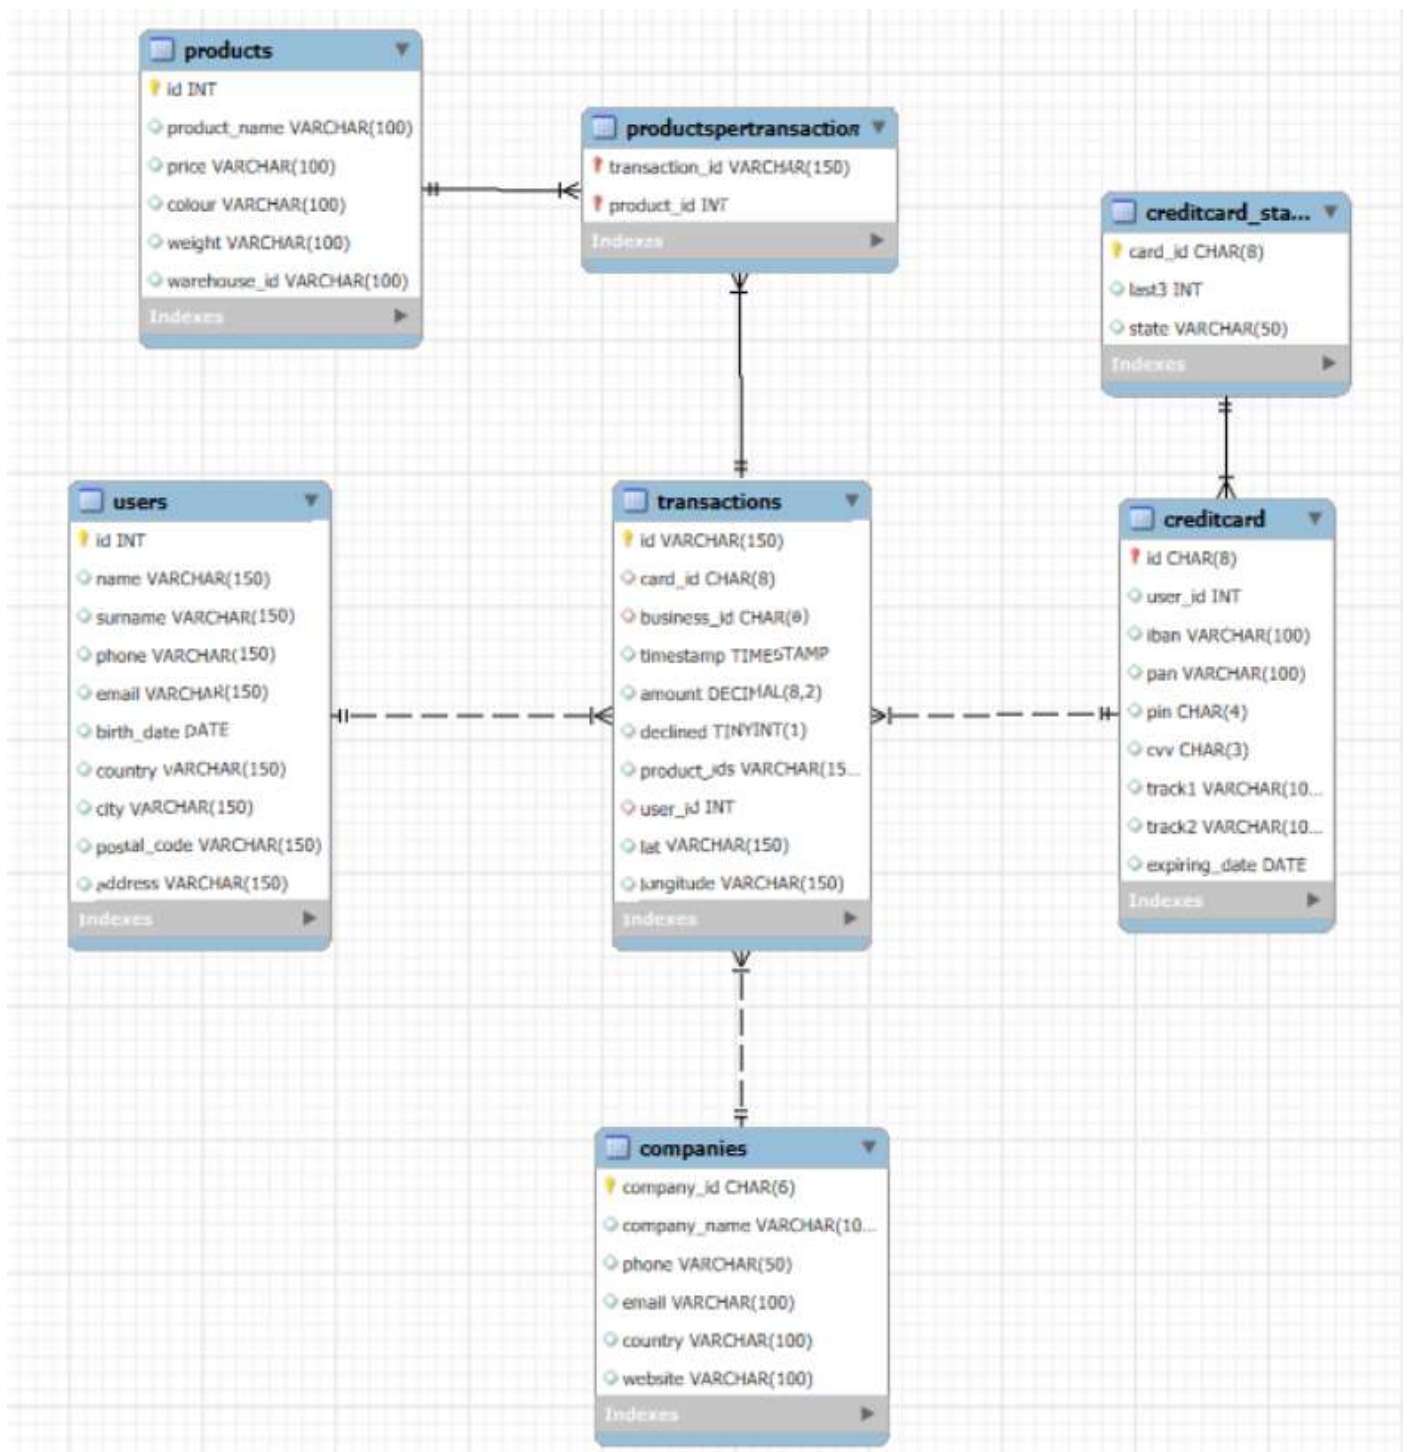 products
id INT
product_name VARCHAR(100)
price VARCHAR(100)
colour VARCHAR(100)
weight VARCHAR(100)
warehouse_id VARCHAR(100)
Indexes
productspertransaction
transaction_id VARCHAR(150)
product_id INT
Indexes
creditcard_sta...
card_id CHAR(8)
last3 INT
state VARCHAR(50)
Indexes
users
id INT
name VARCHAR(150)
surname VARCHAR(150)
phone VARCHAR(150)
email VARCHAR(150)
birth_date DATE
country VARCHAR(150)
city VARCHAR(150)
postal_code VARCHAR(150)
address VARCHAR(150)
Indexes
transactions
id VARCHAR(150)
card_id CHAR(8)
business_id CHAR(6)
timestamp TIMESTAMP
amount DECIMAL(8,2)
declined TINYINT(1)
product_ids VARCHAR(15...
user_id INT
lat VARCHAR(150)
longitude VARCHAR(150)
Indexes
creditcard
id CHAR(8)
user_id INT
iban VARCHAR(100)
pan VARCHAR(100)
pin CHAR(4)
cvv CHAR(3)
track1 VARCHAR(10...
track2 VARCHAR(10...
expiring_date DATE
Indexes
companies
company_id CHAR(6)
company_name VARCHAR(10...
phone VARCHAR(50)
email VARCHAR(100)
country VARCHAR(100)
website VARCHAR(100)
Indexes